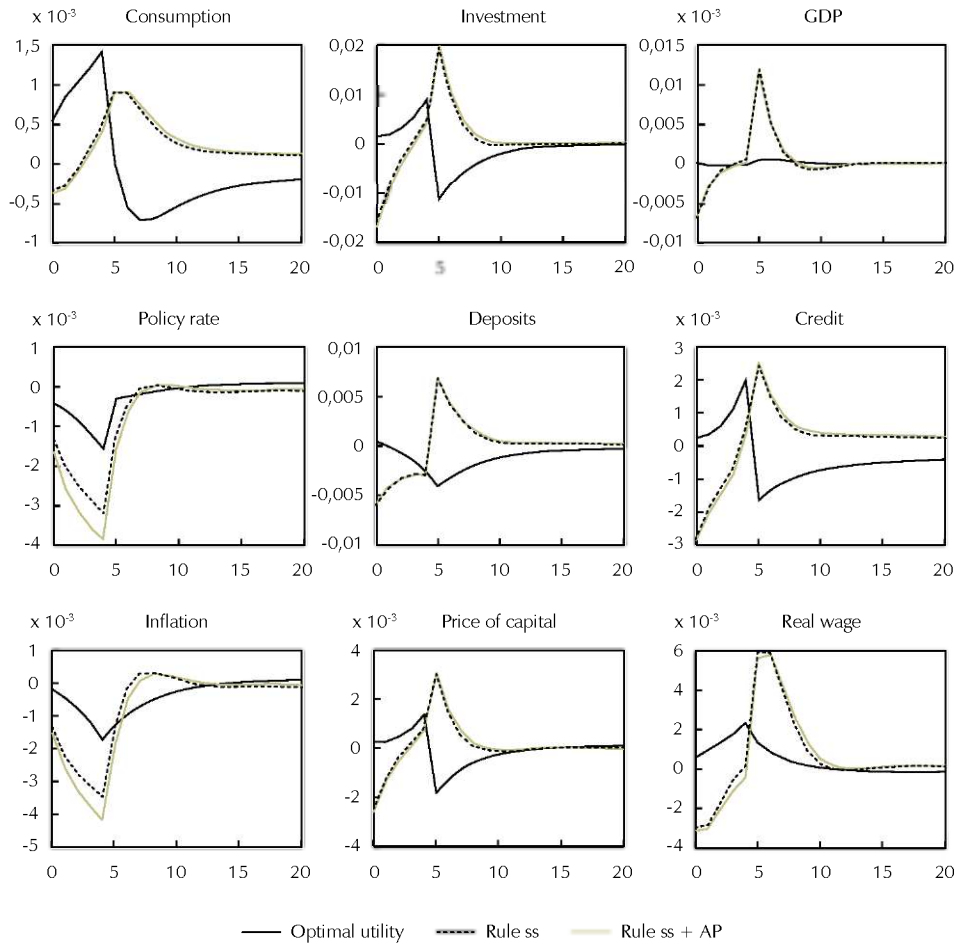 x 10-3 Consumption
1,5
1
0,5
0
-0,5
-1
0 5 10 15 20
Investment
0,02
0,01
0
-0,01
-0,02
0 5 10 15 20
GDP
0,015
0,01
0,005
0
-0,005
-0,01
0 5 10 15 20
x 10-3 Policy rate
1
0
-1
-2
-3
-4
0 5 10 15 20
Deposits
0,01
0,005
0
-0,005
-0,01
0 5 10 15 20
x 10-3 Credit
3
2
1
0
-1
-2
-3
0 5 10 15 20
x 10-3 Inflation
1
0
-1
-2
-3
-4
-5
0 5 10 15 20
x 10-3 Price of capital
4
2
0
-2
-4
0 5 10 15 20
x 10-3 Real wage
6
4
2
0
-2
-4
0 5 10 15 20
Optimal utility Rule ss Rule ss + AP